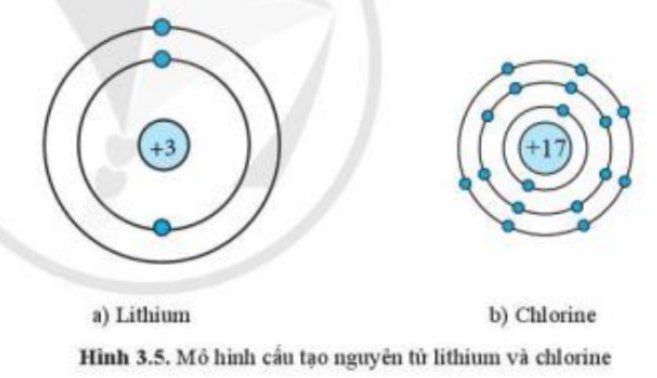 +3
+17
a) Lithium
b) Chlorine
Hình 3.5. Mô hình cấu tạo nguyên tử lithium và chlorine